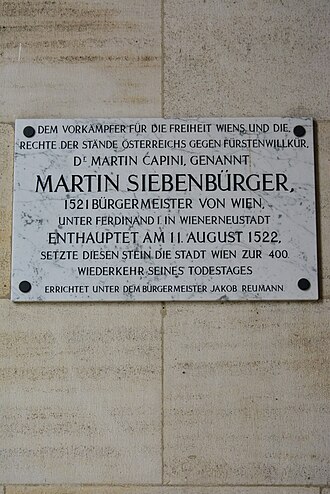 DEM VORKÄMPFER FÜR DIE FREIHEIT WIENS UND DIE
RECHTE DER STÄNDE ÖSTERREICHS GEGEN FÜRSTENWILLKÜR,
Dr MARTIN ĆAPINI, GENANNT
MARTIN SIEBENBÜRGER,
1521 BÜRGERMEISTER VON WIEN,
UNTER FERDINAND I IN WIENERNEUSTADT
ENTHAUPTET AM 11. AUGUST 1522,
SETZTE DIESEN STEIN DIE STADT WIEN ZUR 400.
WIEDERKEHR SEINES TODESTAGES
ERRICHTET UNTER DEM BÜRGERMEISTER JAKOB REUMANN